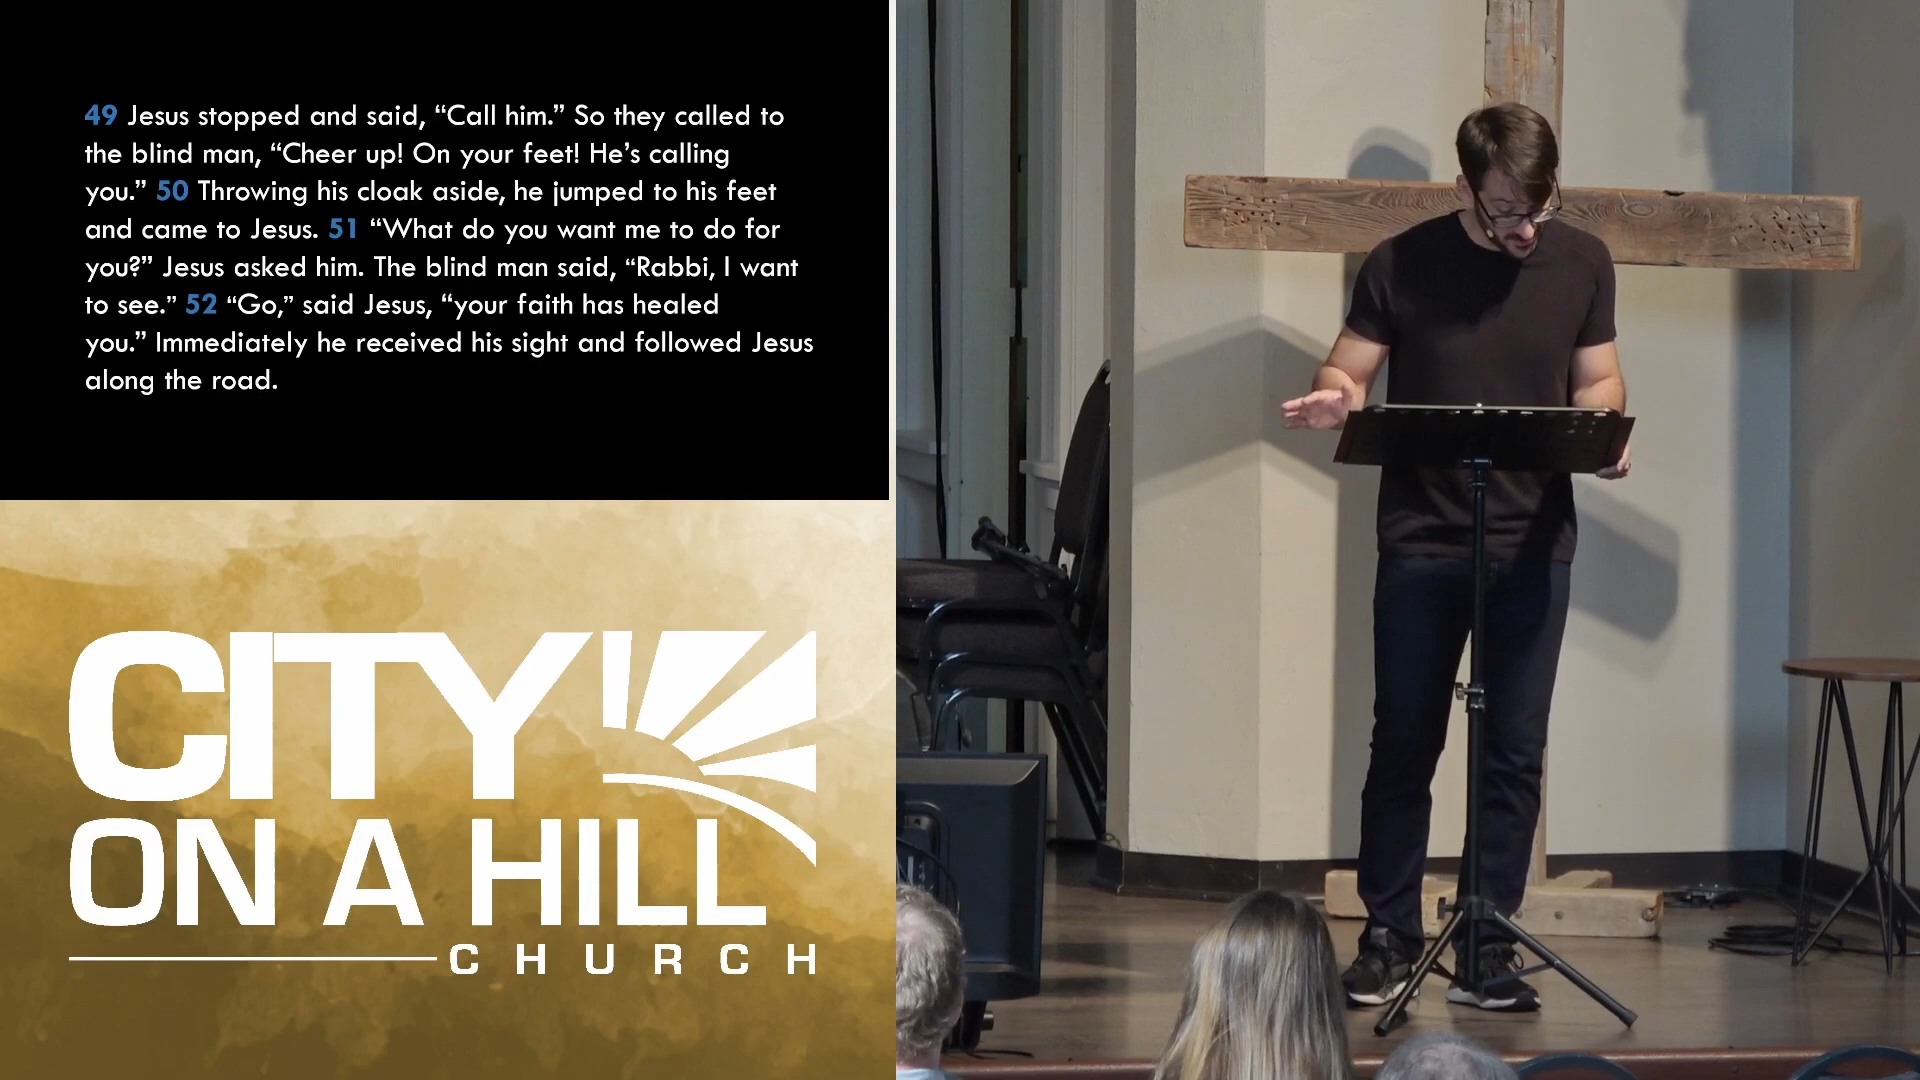 49 Jesus stopped and said, “Call him.” So they called to
the blind man, “Cheer up! On your feet! He’s calling
you.” 50 Throwing his cloak aside, he jumped to his feet
and came to Jesus. 51 “What do you want me to do for
you?” Jesus asked him. The blind man said, “Rabbi, I want
to see.” 52 “Go,” said Jesus, “your faith has healed
you.” Immediately he received his sight and followed Jesus
along the road.
CITY
ON A HILL
CHURCH